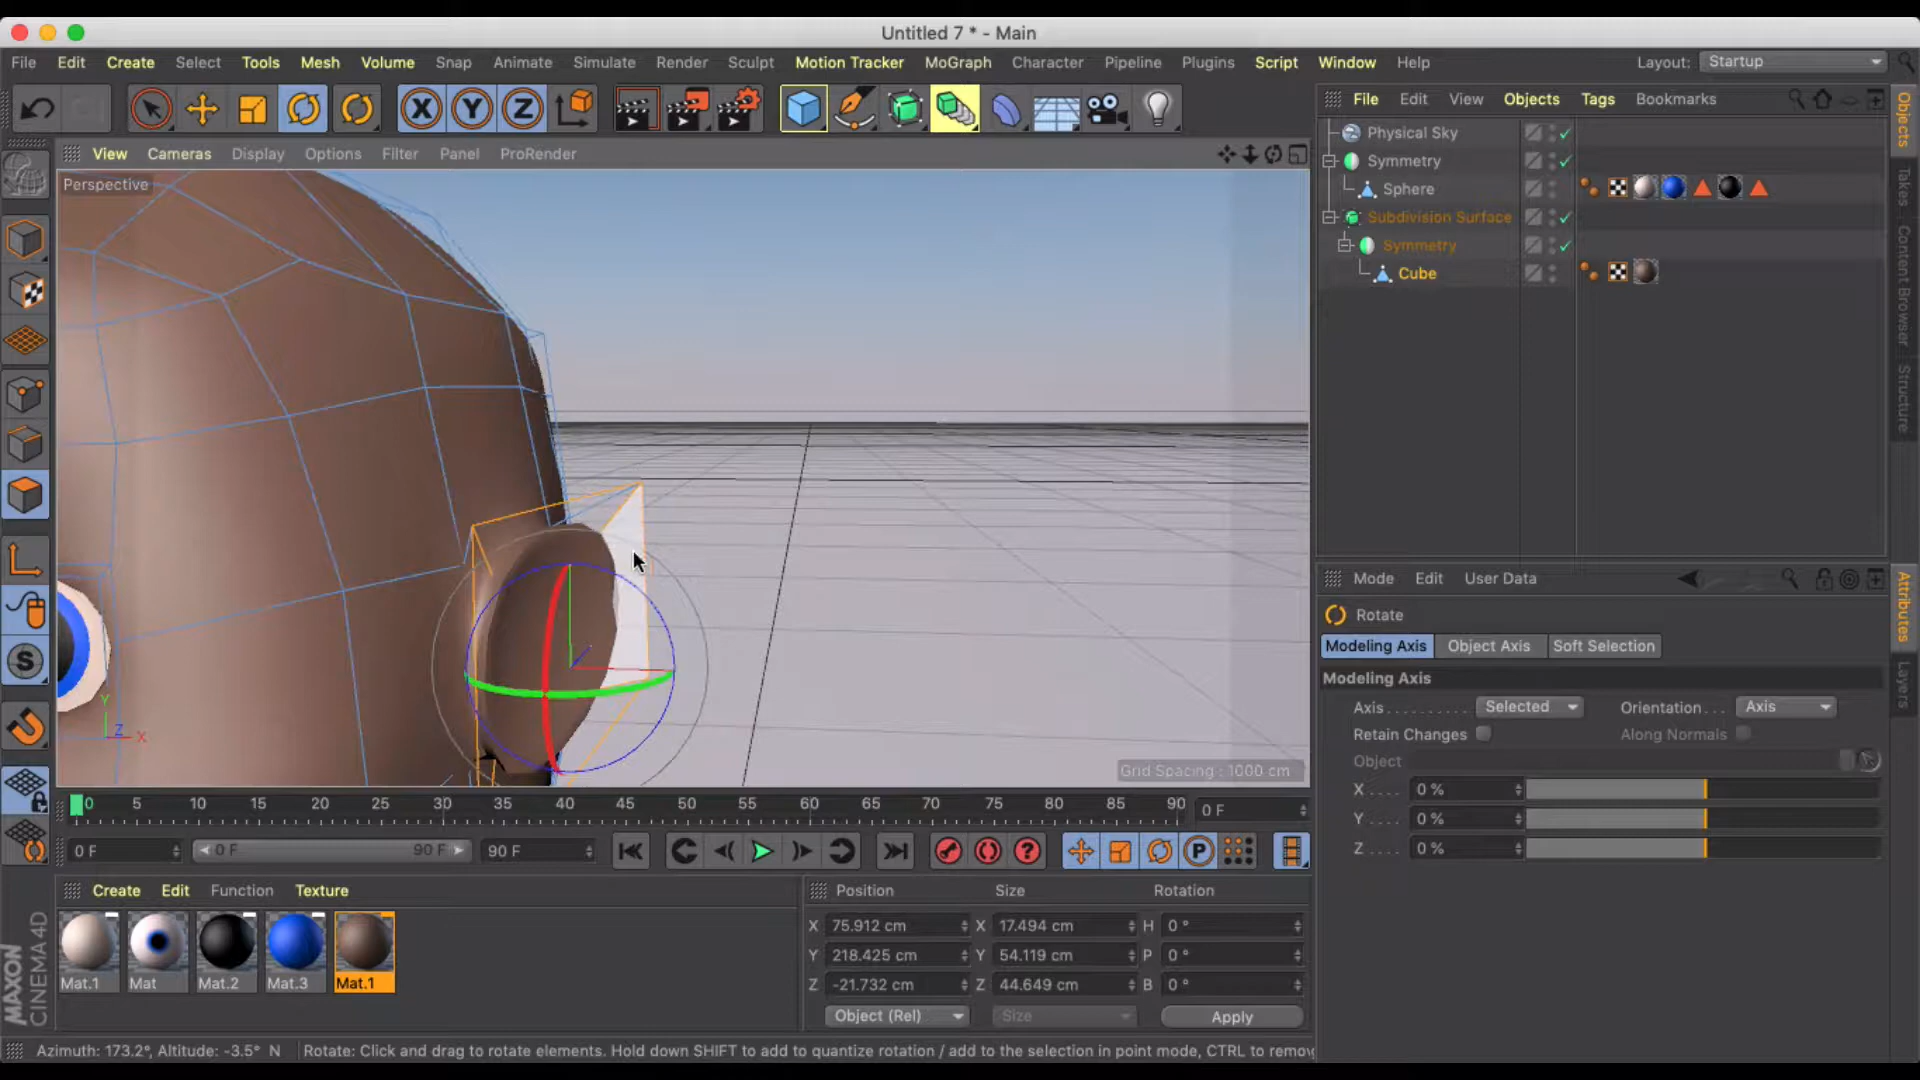 Untitled 7 * - Main
File Edit Create Select Tools Mesh Volume Snap Animate Simulate Render Sculpt Motion Tracker MoGraph Character Pipeline Plugins Script Window Help Layout: Startup
X Y Z
File Edit View Objects Tags Bookmarks
View Cameras Display Options Filter Panel ProRender
Perspective
Physical Sky
Symmetry
Sphere
Subdivision Surface
Symmetry
Cube
Objects
Takes
Content Browser
Structure
Mode Edit User Data
Rotate
Modeling Axis Object Axis Soft Selection
Modeling Axis
Axis Selected Orientation Axis
Retain Changes Along Normals
Object
X 0 %
Y 0 %
Z 0 %
Attributes
Layers
S
Y
Z X
Grid Spacing : 1000 cm
0 5 10 15 20 25 30 35 40 45 50 55 60 65 70 75 80 85 90 0 F
0 F 0 F 90 F 90 F
? P
Create Edit Function Texture
Mat.1 Mat Mat.2 Mat.3 Mat.1
Position Size Rotation
X 75.912 cm X 17.494 cm H 0 °
Y 218.425 cm Y 54.119 cm P 0 °
Z -21.732 cm Z 44.649 cm B 0 °
Object (Rel) Size Apply
MAXON
CINEMA 4D
Azimuth: 173.2°, Altitude: -3.5° N Rotate: Click and drag to rotate elements. Hold down SHIFT to add to quantize rotation / add to the selection in point mode, CTRL to remov